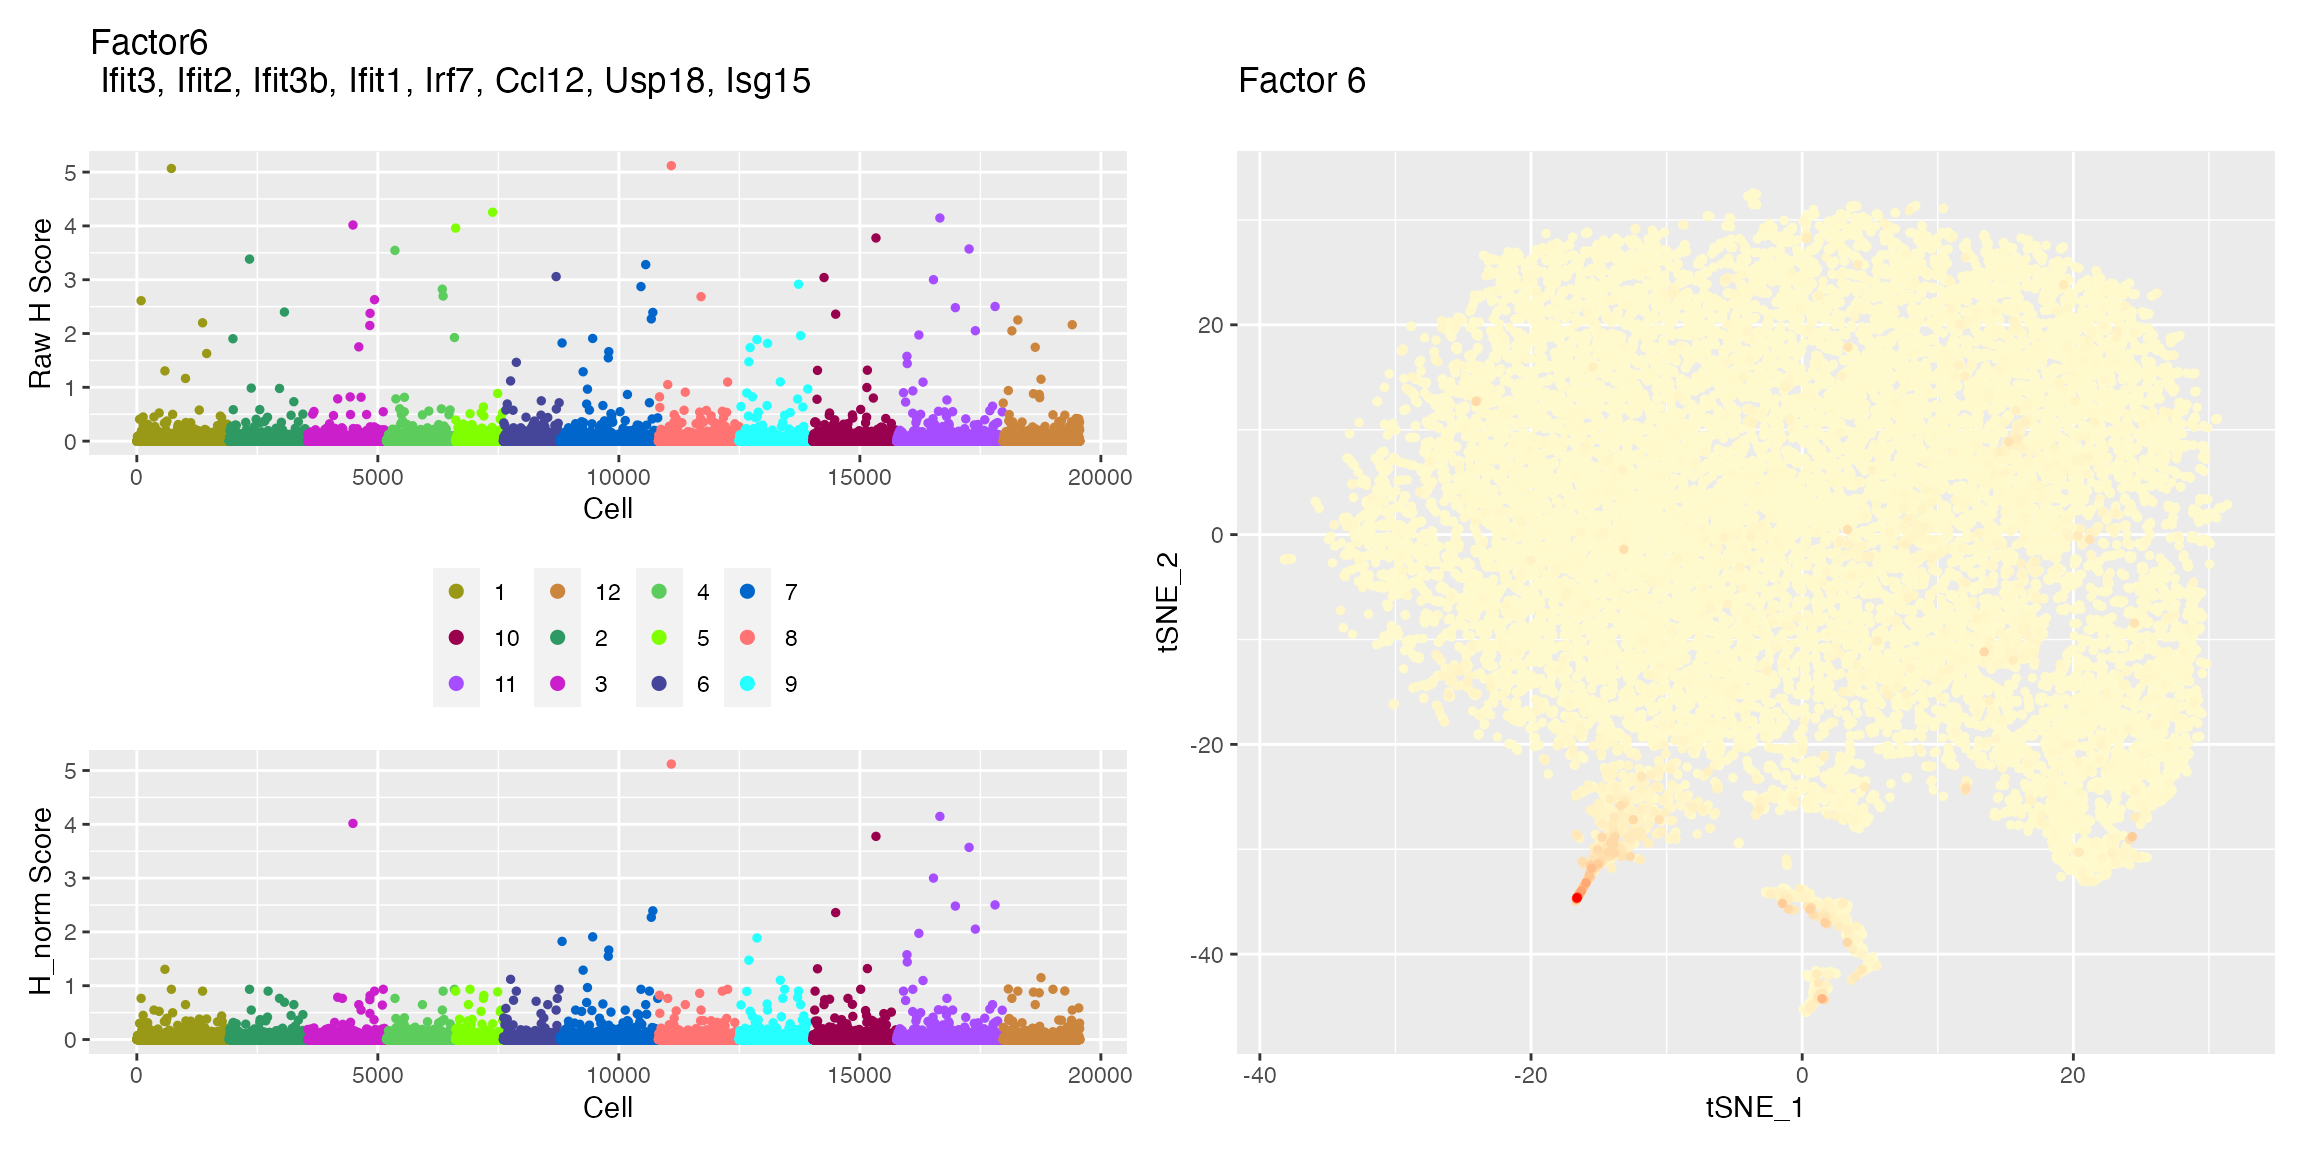 Factor6
Ifit3, Ifit2, Ifit3b, Ifit1, Irf7, Ccl12, Usp18, Isg15
Raw H Score
5
4
3
2
1
0
0 5000 10000 15000 20000
Cell
1 12 4 7
10 2 5 8
11 3 6 9
H_norm Score
5
4
3
2
1
0
0 5000 10000 15000 20000
Cell
Factor 6
tSNE_2
20
0
-20
-40
-40 -20 0 20
tSNE_1